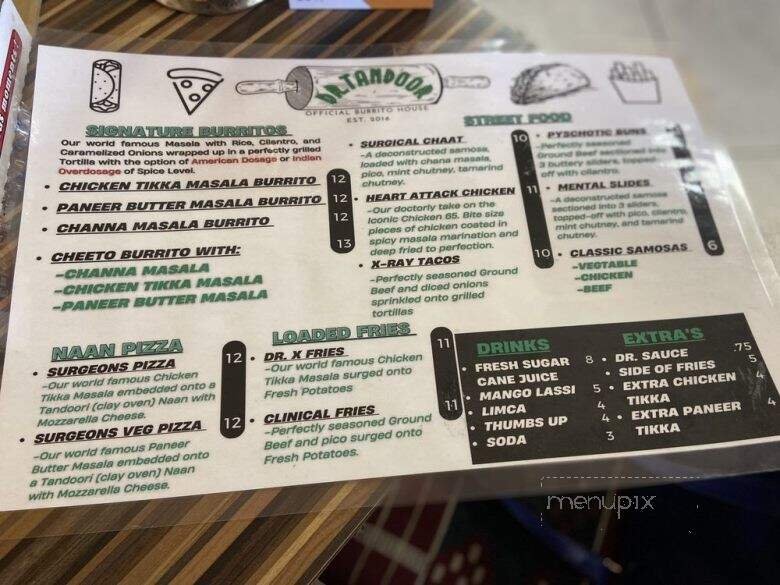 s moments!
DR.TANDOOR
OFFICIAL BURRITO HOUSE
EST. 2016
SIGNATURE BURRITOS
Our world famous Masala with Rice, Cilantro, and
Caramelized Onions wrapped up in a perfectly grilled
Tortilla with the option of American Dosage or Indian
Overdosage of Spice Level.
• CHICKEN TIKKA MASALA BURRITO 12
• PANEER BUTTER MASALA BURRITO 12
• CHANNA MASALA BURRITO 12
• CHEETO BURRITO WITH: 13
-CHANNA MASALA
-CHICKEN TIKKA MASALA
-PANEER BUTTER MASALA
STREET FOOD
• SURGICAL CHAAT 10
-A deconstructed samosa,
loaded with chana masala,
pico, mint chutney, tamarind
chutney.
• HEART ATTACK CHICKEN 11
-Our doctorly take on the
Iconic Chicken 65. Bite size
pieces of chicken coated in
spicy masala marination and
deep fried to perfection.
• X-RAY TACOS 10
-Perfectly seasoned Ground
Beef and diced onions
sprinkled onto grilled
tortillas
• PYSCHOTIC BUNS
-Perfectly seasoned
Ground Beef sectioned into
3 buttery sliders, topped-
off with cilantro.
• MENTAL SLIDES
-A deconstructed samosa
sectioned into 3 sliders,
topped-off with pico, cilantro,
mint chutney, and tamarind
chutney.
• CLASSIC SAMOSAS 6
-VEGTABLE
-CHICKEN
-BEEF
NAAN PIZZA
• SURGEONS PIZZA 12
-Our world famous Chicken
Tikka Masala embedded onto a
Tandoori (clay oven) Naan with
Mozzarella Cheese.
• SURGEONS VEG PIZZA 12
-Our world famous Paneer
Butter Masala embedded onto
a Tandoori (clay oven) Naan
with Mozzarella Cheese.
LOADED FRIES
• DR. X FRIES 11
-Our world famous Chicken
Tikka Masala surged onto
Fresh Potatoes
• CLINICAL FRIES 11
-Perfectly seasoned Ground
Beef and pico surged onto
Fresh Potatoes.
DRINKS
• FRESH SUGAR 8
CANE JUICE
• MANGO LASSI 5
• LIMCA 4
• THUMBS UP 4
• SODA 3
EXTRA'S
• DR. SAUCE .75
• SIDE OF FRIES 5
• EXTRA CHICKEN 4
TIKKA
• EXTRA PANEER 4
TIKKA
menupix